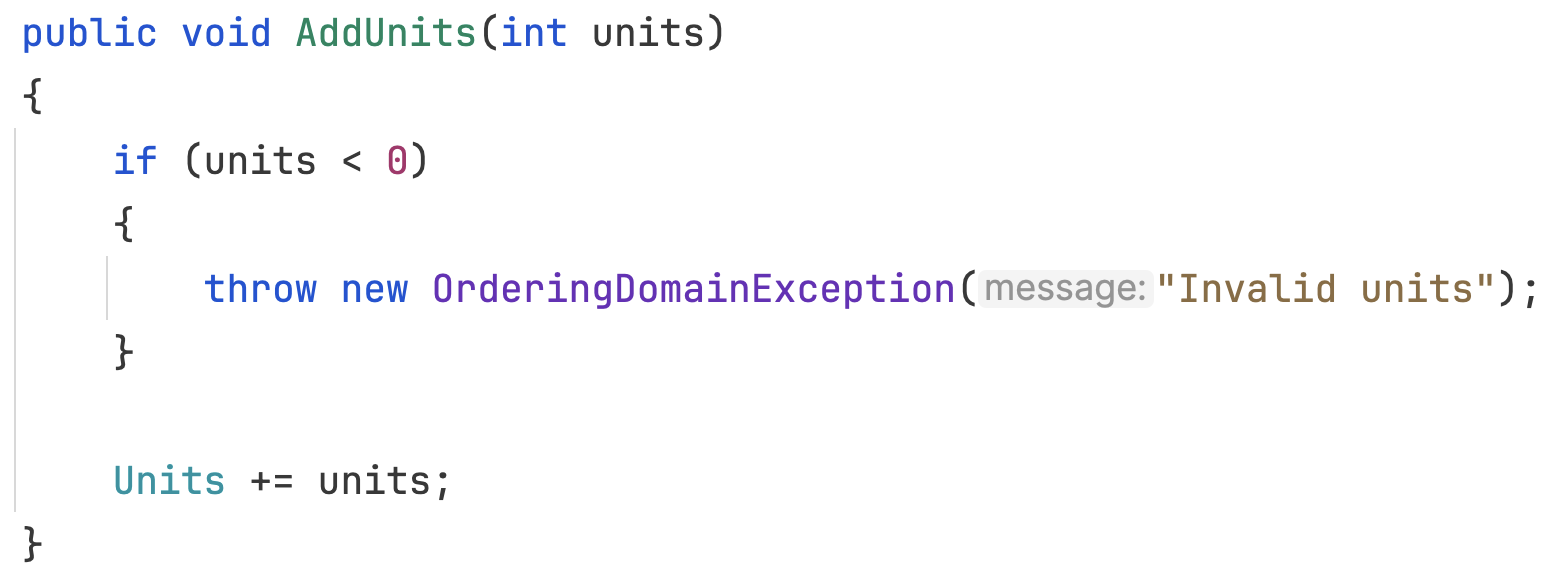 public void AddUnits(int units)
{
    if (units < 0)
    {
        throw new OrderingDomainException(message:"Invalid units");
    }

    Units += units;
}